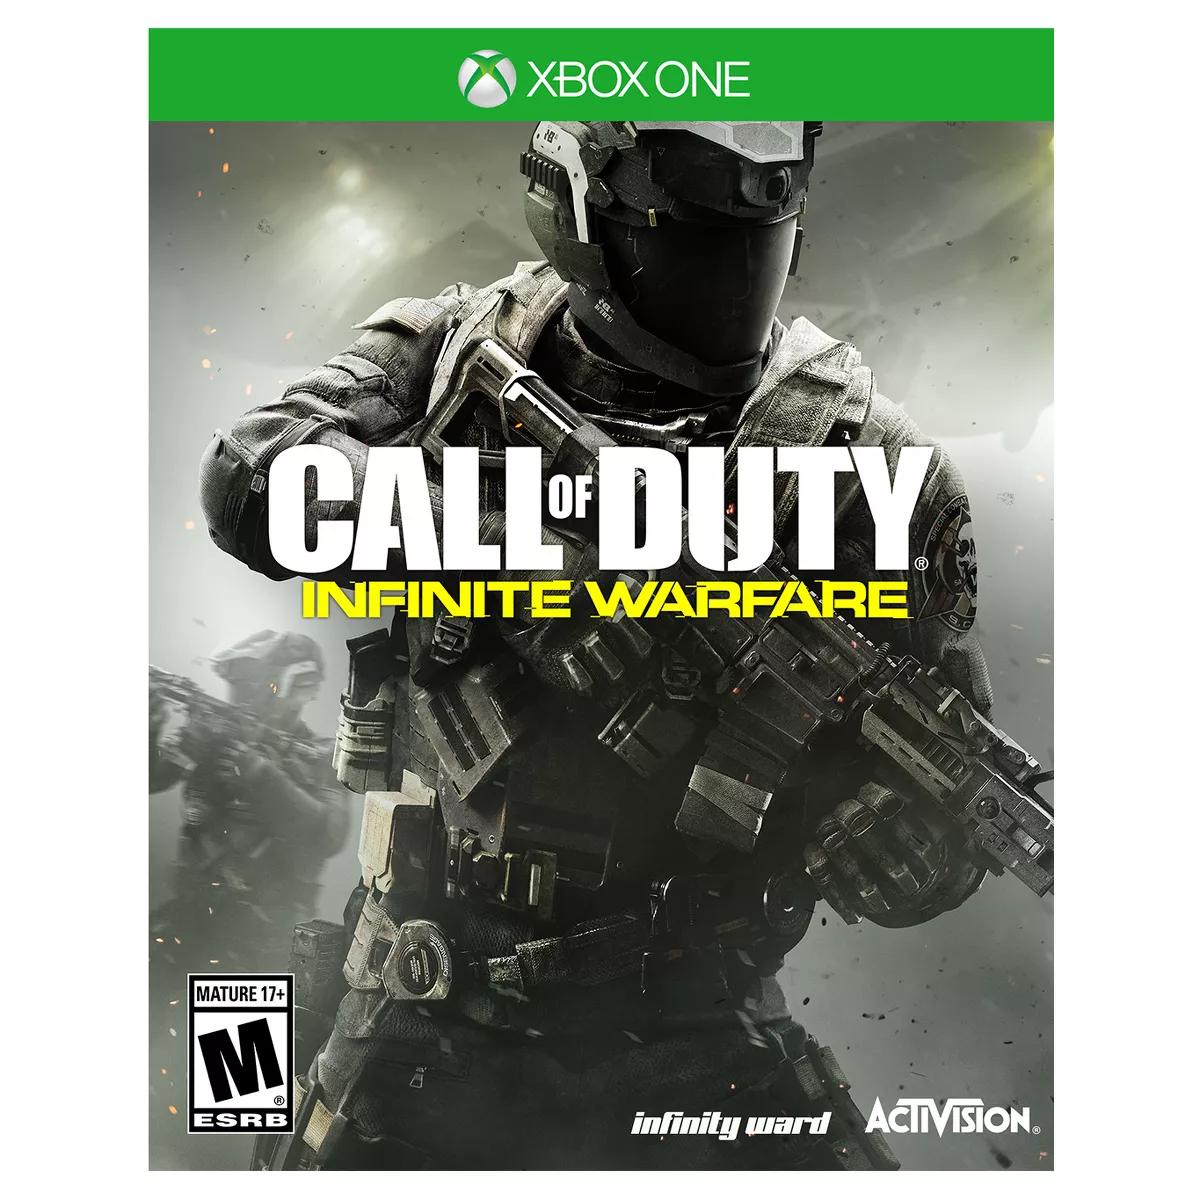 XBOX ONE
CALL OF DUTY®
INFINITE WARFARE
MATURE 17+
M
®
ESRB
infinity ward
ACTIVISION®